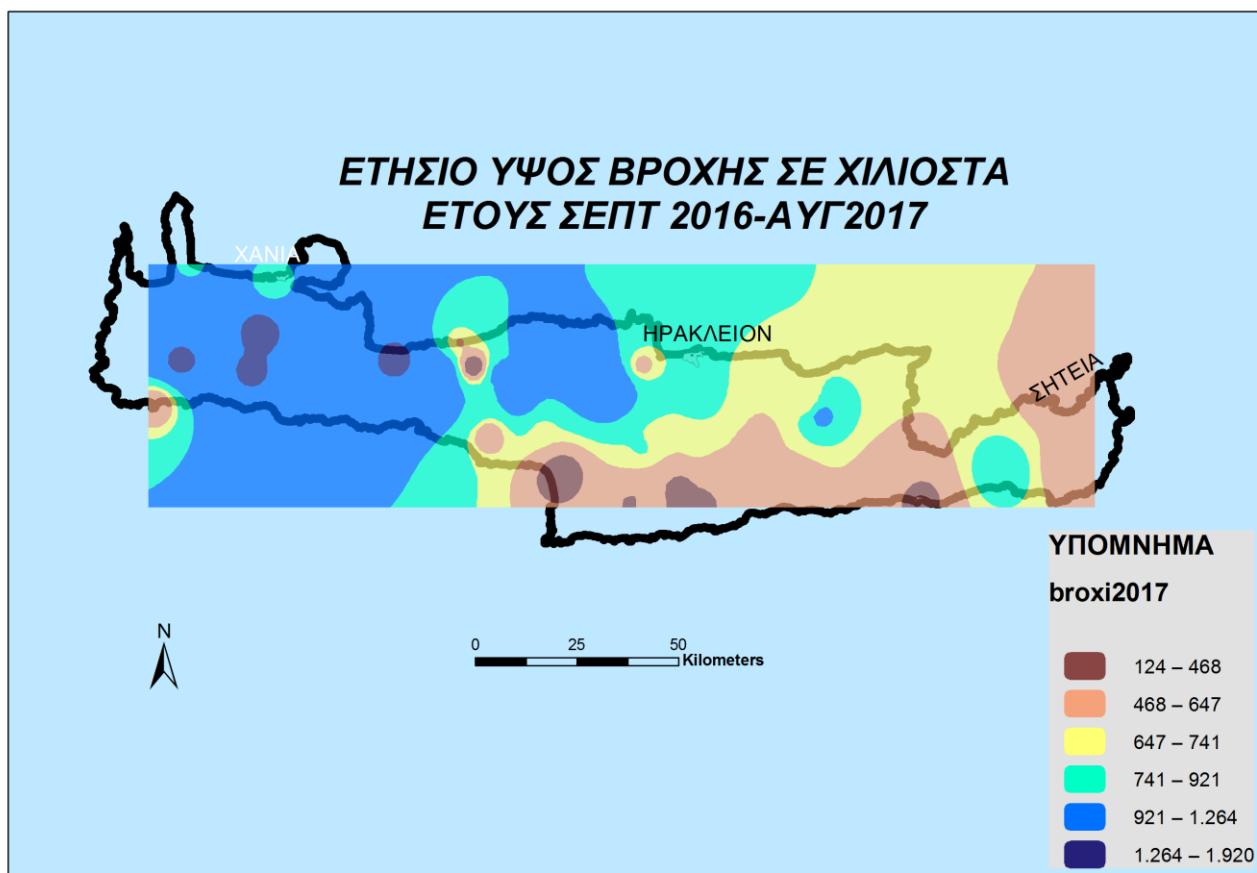 ΕΤΗΣΙΟ ΥΨΟΣ ΒΡΟΧΗΣ ΣΕ ΧΙΛΙΟΣΤΑ
ΕΤΟΥΣ ΣΕΠΤ 2016-ΑΥΓ2017
ΧΑΝΙΑ
ΗΡΑΚΛΕΙΟΝ
ΣΗΤΕΙΑ
N
0 25 50
Kilometers
ΥΠΟΜΝΗΜΑ
broxi2017
124 – 468
468 – 647
647 – 741
741 – 921
921 – 1.264
1.264 – 1.920